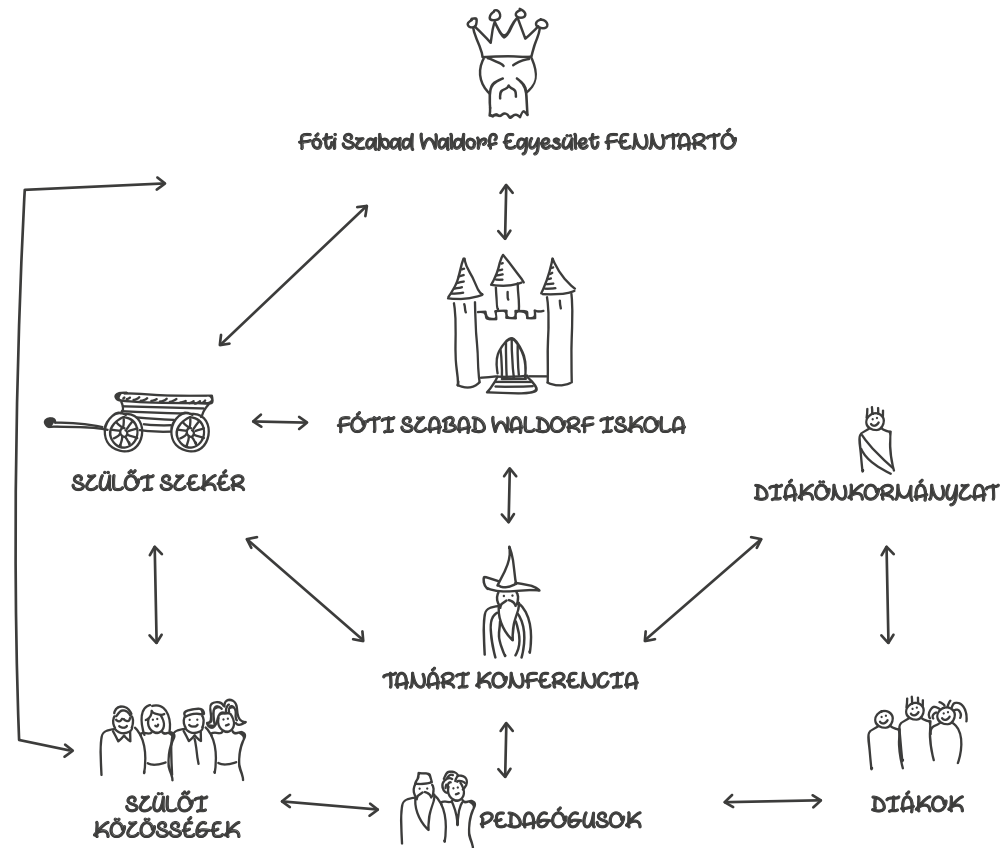 Fóti Szabad Waldorf Egyesület FENNTARTÓ
FÓTI SZABAD WALDORF ISKOLA
SZÜLŐI SZEKÉR
DIÁKÖNKORMÁNYZAT
TANÁRI KONFERENCIA
SZÜLŐI
KÖZÖSSÉGEK
PEDAGÓGUSOK
DIÁKOK